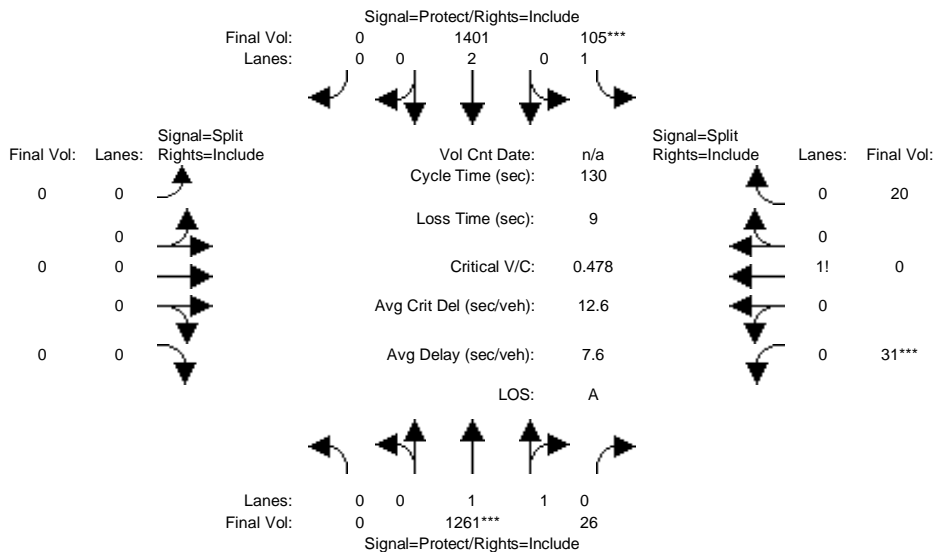 Signal=Protect/Rights=Include
Final Vol: 0 1401 105***
Lanes: 0 0 2 0 1
Signal=Split
Final Vol: Lanes: Rights=Include
Vol Cnt Date: n/a
Signal=Split
Rights=Include Lanes: Final Vol:
Cycle Time (sec): 130
0 0
0 20
Loss Time (sec): 9
0
0
0 0
Critical V/C: 0.478
1! 0
0
Avg Crit Del (sec/veh): 12.6
0
0 0
Avg Delay (sec/veh): 7.6
0 31***
LOS: A
Lanes: 0 0 1 1 0
Final Vol: 0 1261*** 26
Signal=Protect/Rights=Include